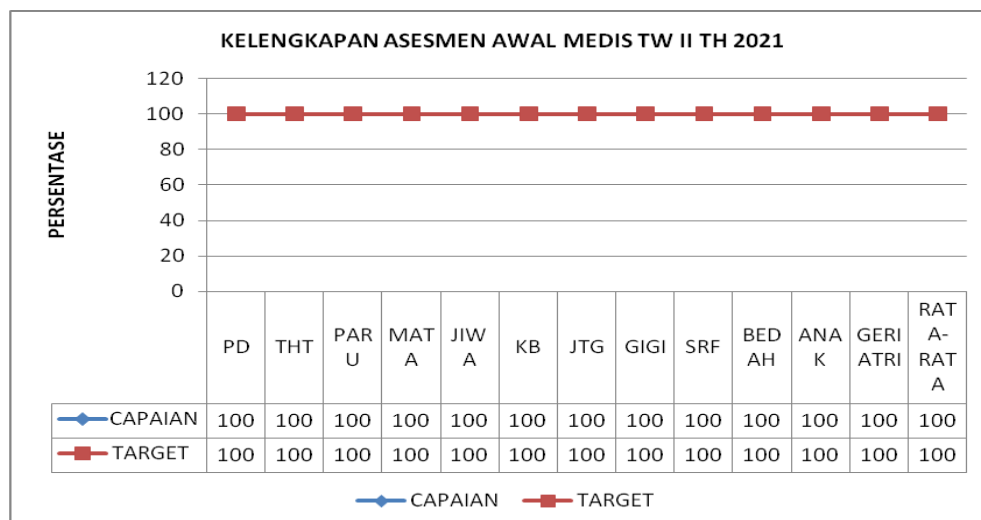 KELENGKAPAN ASESMEN AWAL MEDIS TW II TH 2021
PERSENTASE
120
100
80
60
40
20
0
PD THT PAR MAT JIW KB JTG GIGI SRF BED ANA GERI RAT
U A A AH K ATRI A-
RAT
A
CAPAIAN 100 100 100 100 100 100 100 100 100 100 100 100 100
TARGET 100 100 100 100 100 100 100 100 100 100 100 100 100
CAPAIAN TARGET